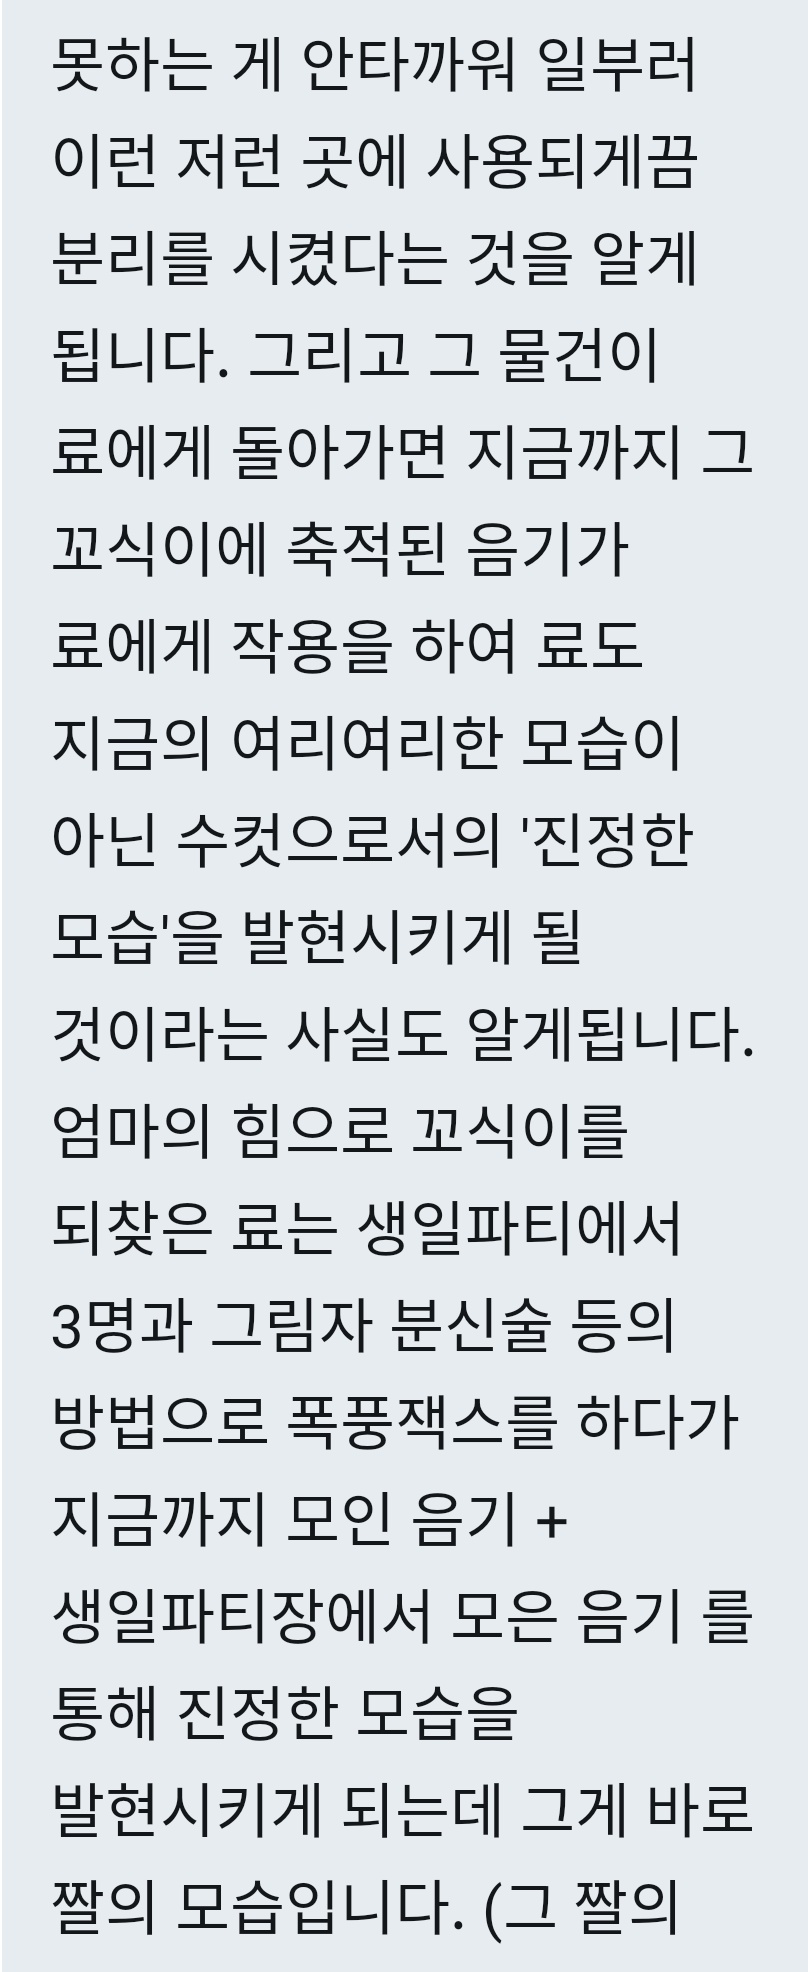 못하는 게 안타까워 일부러
이런 저런 곳에 사용되게끔
분리를 시켰다는 것을 알게
됩니다. 그리고 그 물건이
료에게 돌아가면 지금까지 그
꼬식이에 축적된 음기가
료에게 작용을 하여 료도
지금의 여리여리한 모습이
아닌 수컷으로서의 '진정한
모습'을 발현시키게 될
것이라는 사실도 알게됩니다.
엄마의 힘으로 꼬식이를
되찾은 료는 생일파티에서
3명과 그림자 분신술 등의
방법으로 폭풍잭스를 하다가
지금까지 모인 음기 +
생일파티장에서 모은 음기 를
통해 진정한 모습을
발현시키게 되는데 그게 바로
짤의 모습입니다. (그 짤의